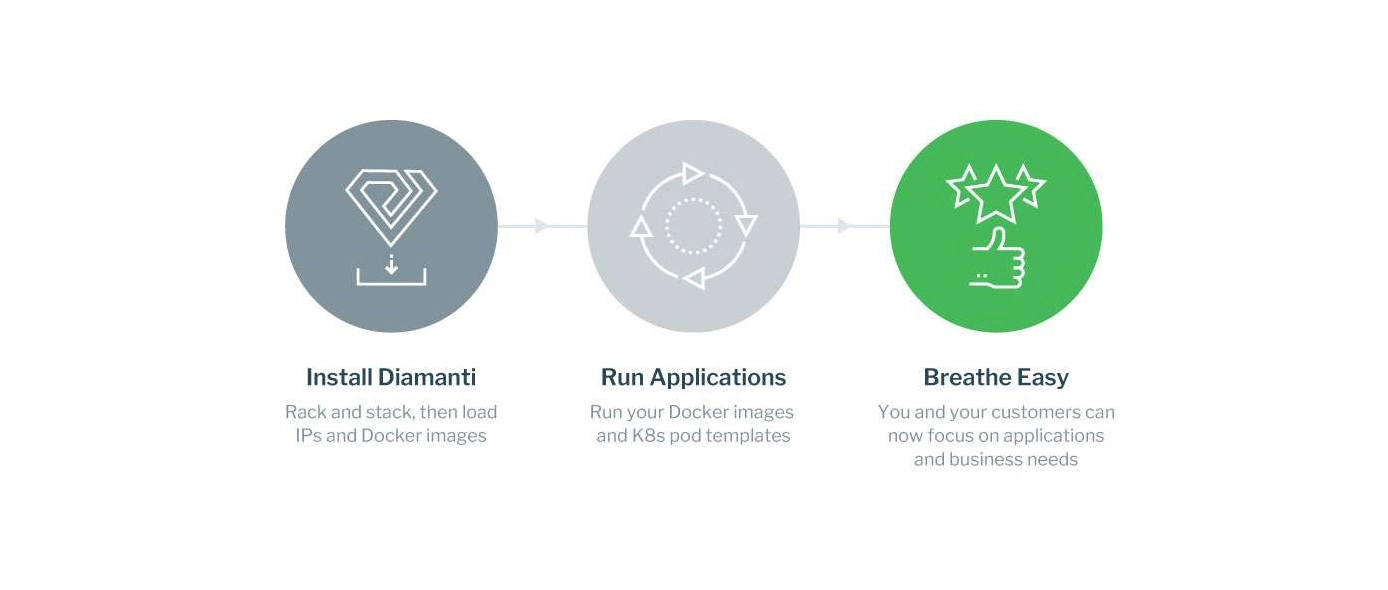 Install Diamanti
Rack and stack, then load
IPs and Docker images
Run Applications
Run your Docker images
and K8s pod templates
Breathe Easy
You and your customers can
now focus on applications
and business needs